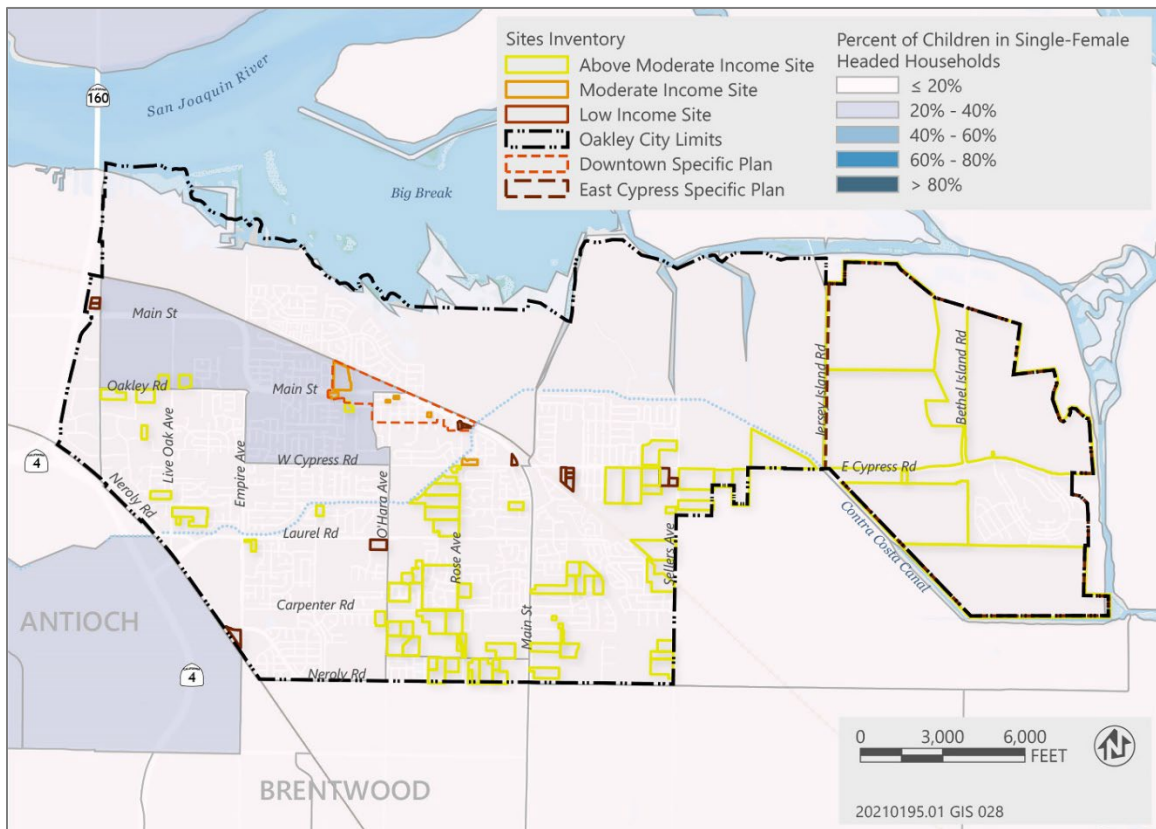 Sites Inventory
Above Moderate Income Site
Moderate Income Site
Low Income Site
Oakley City Limits
Downtown Specific Plan
East Cypress Specific Plan
Percent of Children in Single-Female
Headed Households
≤ 20%
20% - 40%
40% - 60%
60% - 80%
> 80%
CALIFORNIA
160
San Joaquin River
Big Break
Main St
Oakley Rd
Main St
Live Oak Ave
Empire Ave
W Cypress Rd
O'Hara Ave
Jersey Island Rd
Bethel Island Rd
E Cypress Rd
CALIFORNIA
4
Neroly Rd
Laurel Rd
Rose Ave
Sellers Ave
Contra Costa Canal
Carpenter Rd
Main St
ANTIOCH
CALIFORNIA
4
Neroly Rd
BRENTWOOD
0 3,000 6,000
FEET
N
20210195.01 GIS 028